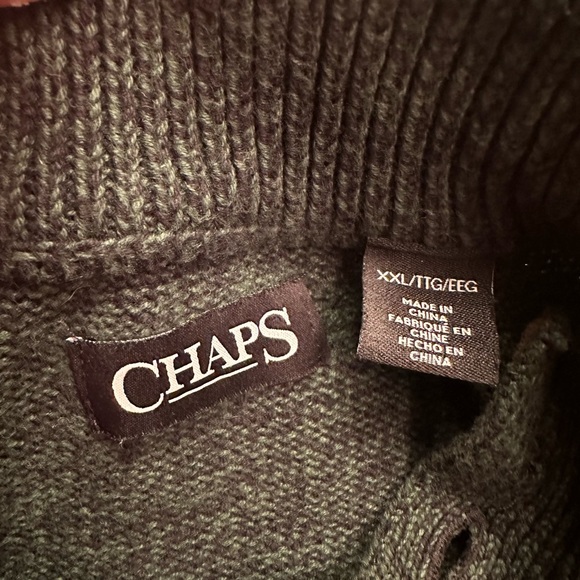 CHAPS
XXL/TTG/EEG
MADE IN
CHINA
FABRIQUÉ EN
CHINE
HECHO EN
CHINA